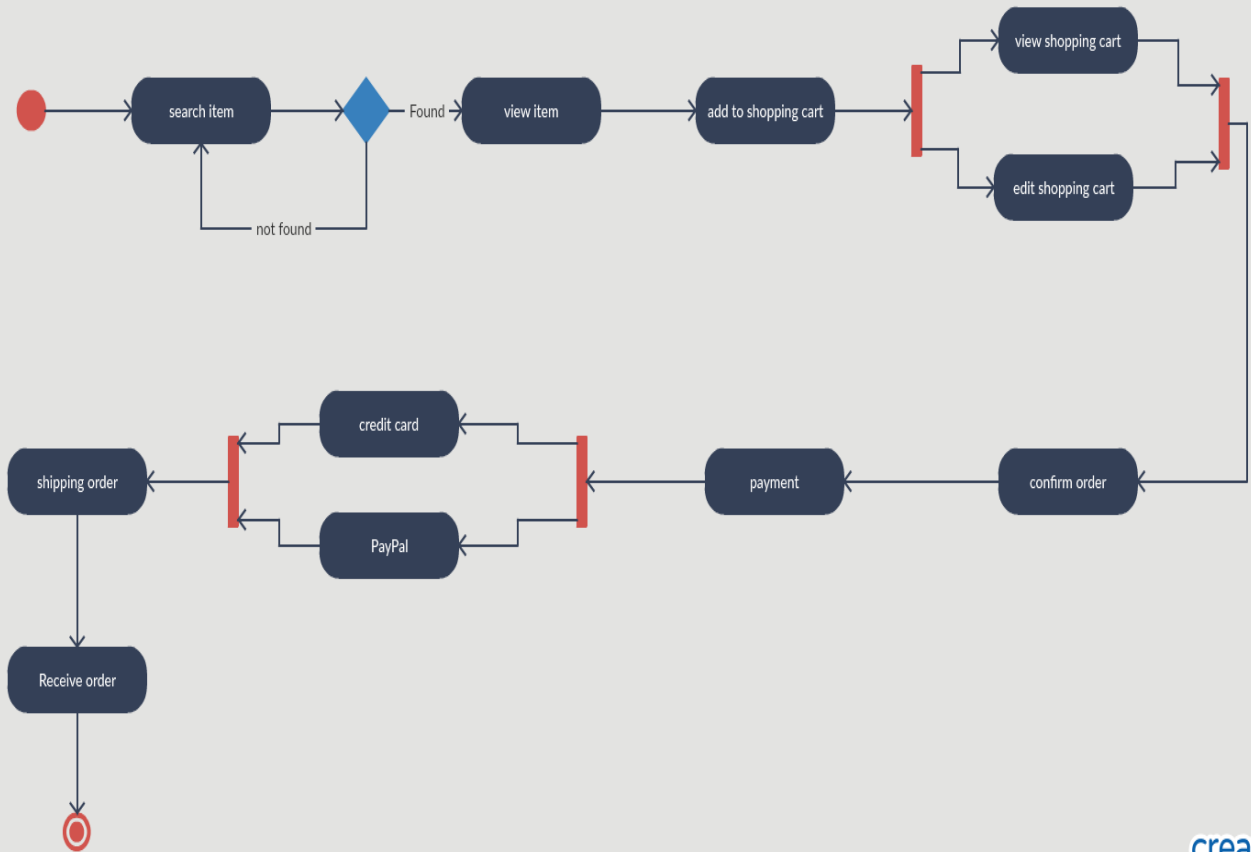 view shopping cart
search item
Found
view item
add to shopping cart
edit shopping cart
not found
credit card
shipping order
payment
confirm order
PayPal
Receive order
crea